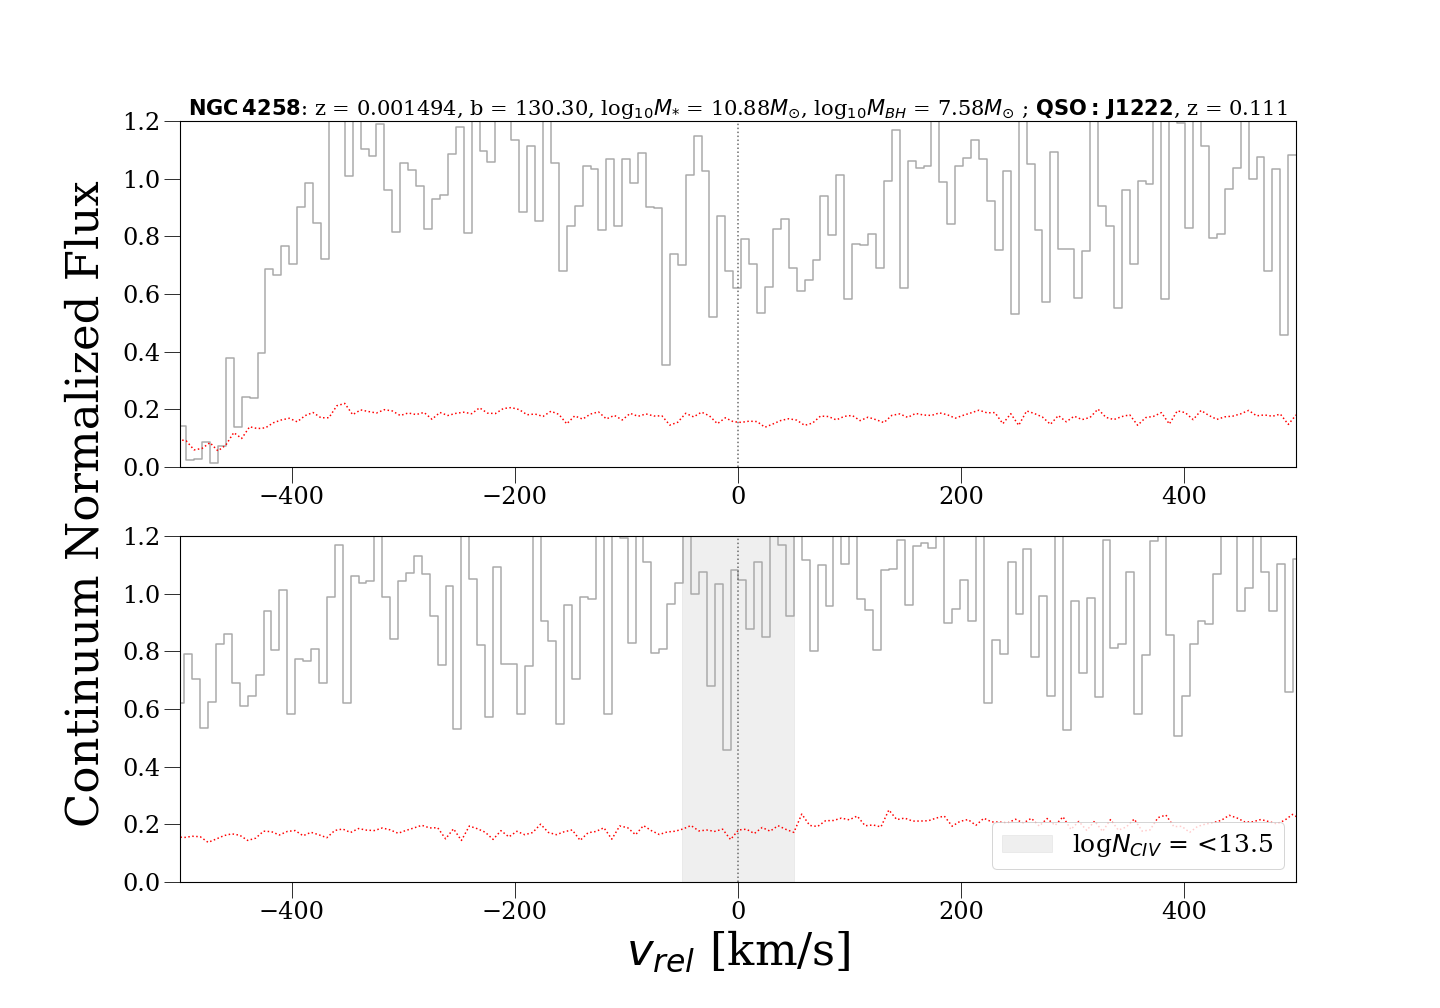 NGC 4258: z = 0.001494, b = 130.30, log₁₀M* = 10.88M⊙, log₁₀M_BH = 7.58M⊙ ; QSO : J1222, z = 0.111
Continuum Normalized Flux
1.2
1.0
0.8
0.6
0.4
0.2
0.0
−400 −200 0 200 400
1.2
1.0
0.8
0.6
0.4
0.2
0.0
logN_CIV = <13.5
−400 −200 0 200 400
v_rel [km/s]